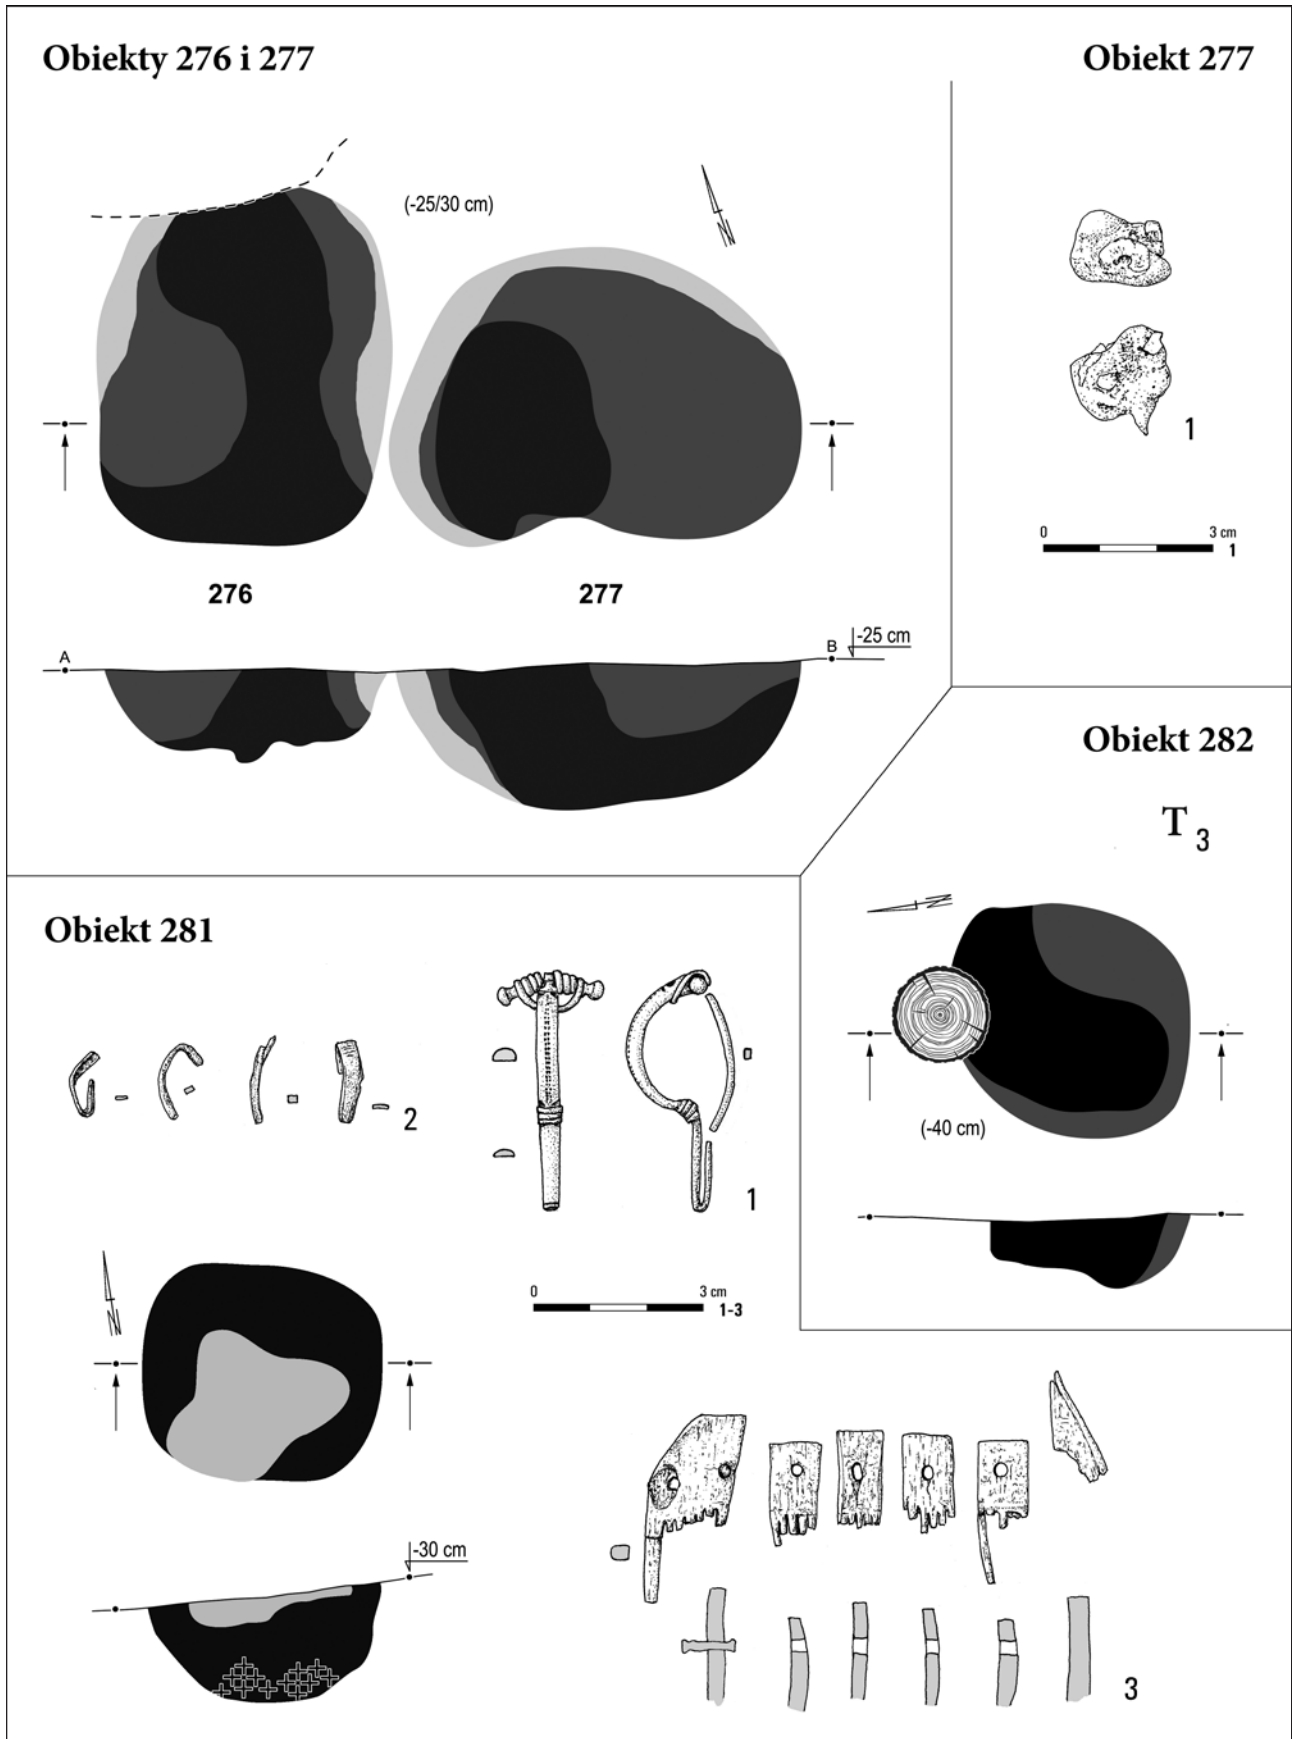 Obiekty 276 i 277
(-25/30 cm)
N
276
277
A
B
-25 cm
Obiekt 277
1
0
3 cm
1
Obiekt 282
T 3
N
(-40 cm)
Obiekt 281
2
1
0
3 cm
1-3
N
-30 cm
3